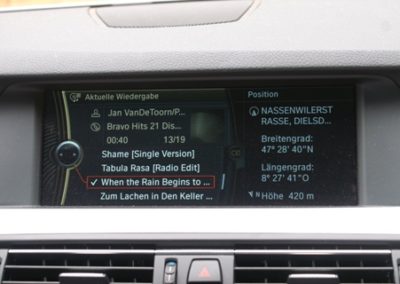 Aktuelle Wiedergabe
Jan VanDeToorn/P...
Bravo Hits 21 Dis...
00:40 13/19
Shame [Single Version]
Tabula Rasa [Radio Edit]
✓ When the Rain Begins to ...
Zum Lachen in Den Keller ...
Position
NASSENWILERST
RASSE, DIELSD...
Breitengrad:
47° 28' 40"N
Längengrad:
8° 27' 41"O
N Höhe 420 m